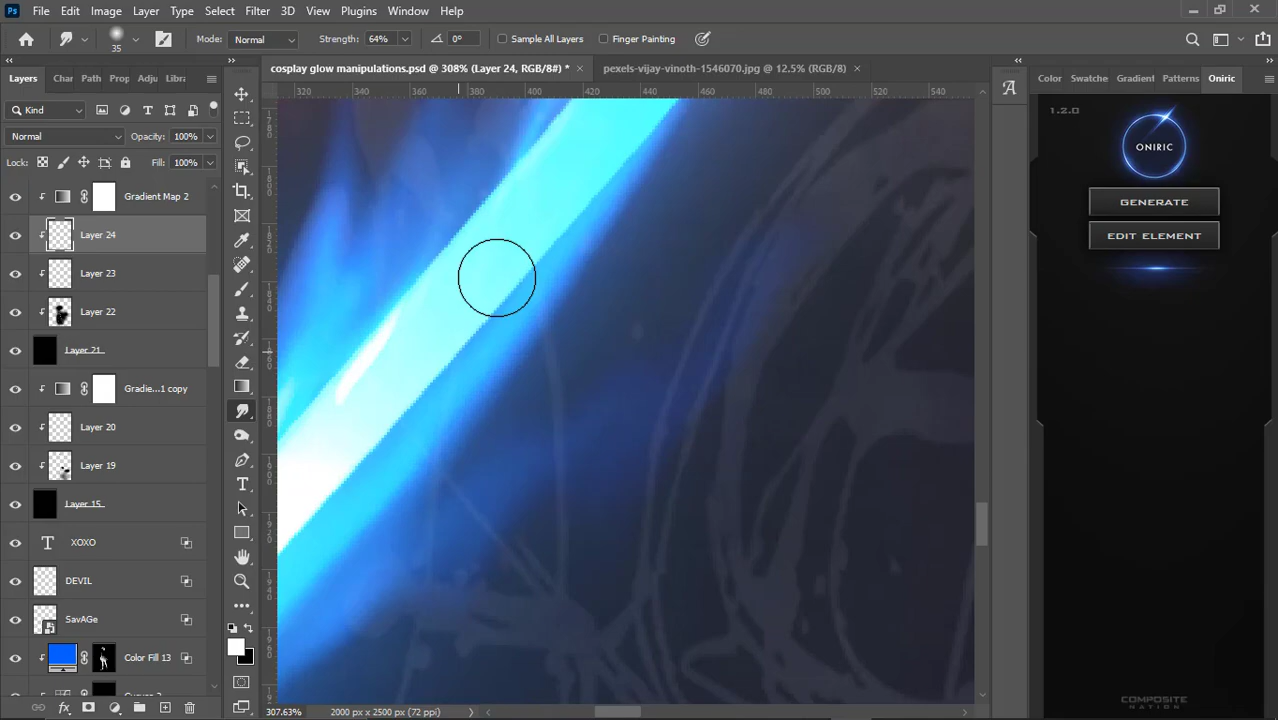 Ps File Edit Image Layer Type Select Filter 3D View Plugins Window Help
35 Mode: Normal Strength: 64% 0° Sample All Layers Finger Painting
Layers Char Path Prop Adju Libra
cosplay glow manipulations.psd @ 308% (Layer 24, RGB/8#) *
pexels-vijay-vinoth-1546070.jpg @ 12.5% (RGB/8)
Color Swatche Gradient Patterns Oniric
320 340 360 380 400 420 440 460 480 500 520 540
Kind
Normal Opacity: 100%
Lock: Fill: 100%
Gradient Map 2
Layer 24
Layer 23
Layer 22
Layer 21
Gradie...1 copy
Layer 20
Layer 19
Layer 15
T XOXO
DEVIL
SavAGe
Color Fill 13
fx
T
A
1.2.0
ONIRIC
GENERATE
EDIT ELEMENT
COMPOSITE
NATION
307.63% 2000 px x 2500 px (72 ppi)